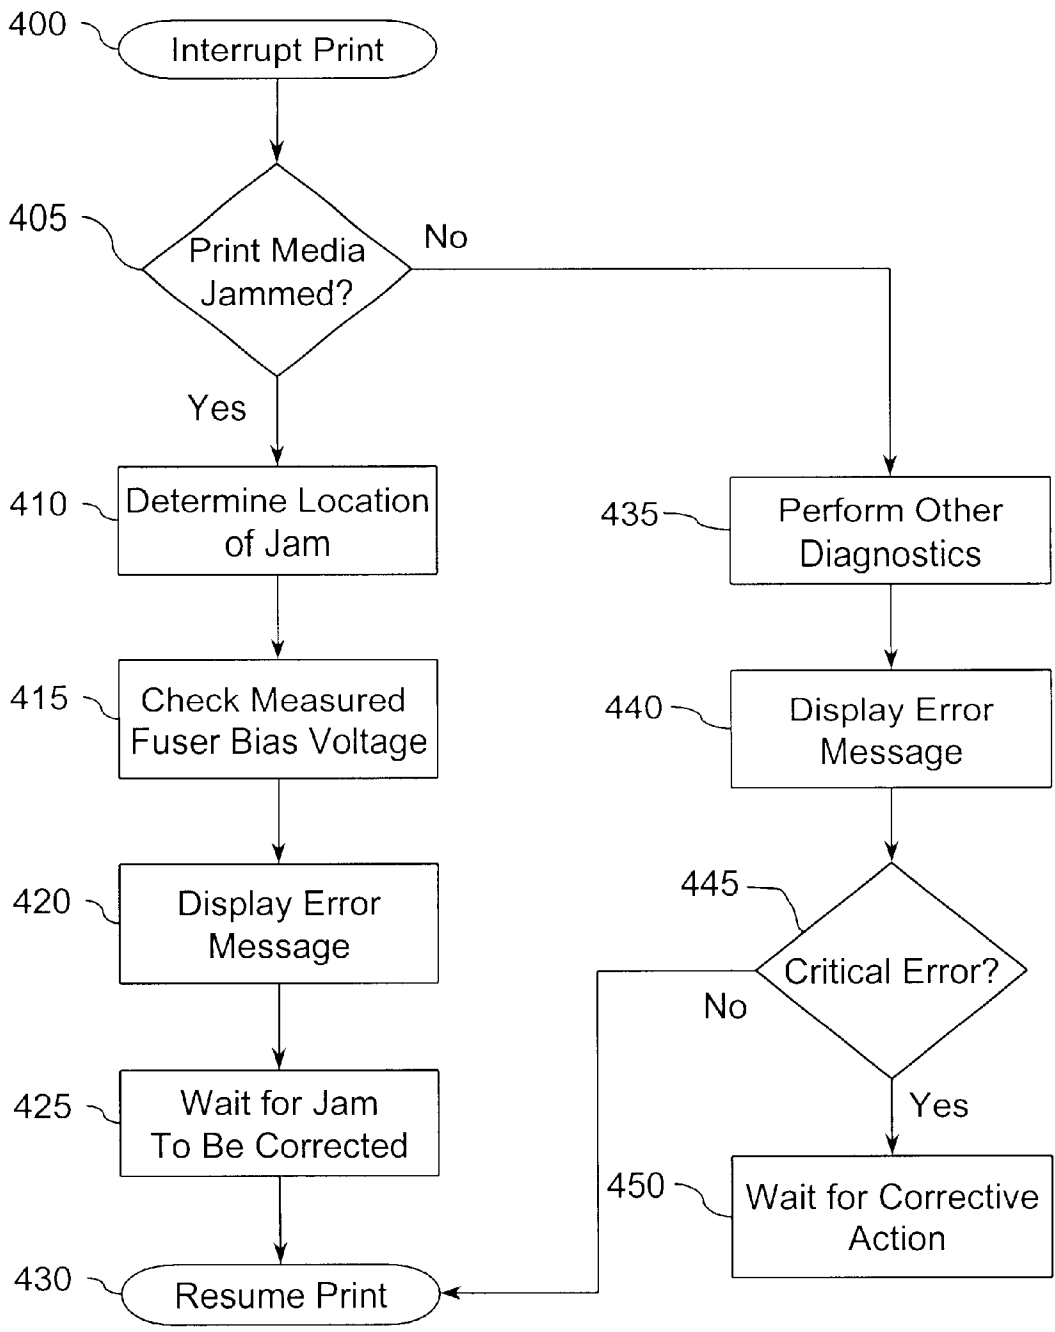 400
Interrupt Print
405
Print Media
Jammed?
No
Yes
410
Determine Location
of Jam
415
Check Measured
Fuser Bias Voltage
420
Display Error
Message
425
Wait for Jam
To Be Corrected
430
Resume Print
435
Perform Other
Diagnostics
440
Display Error
Message
445
Critical Error?
No
Yes
450
Wait for Corrective
Action